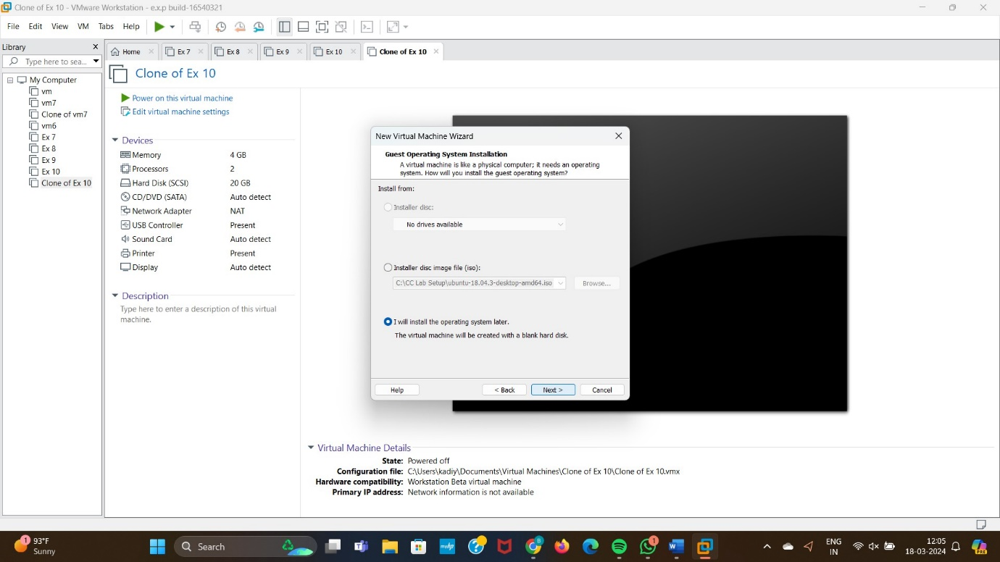 Clone of Ex 10 - VMware Workstation - e.x.p build-16540321
File Edit View VM Tabs Help
Library
Type here to sea...
My Computer
vm
vm7
Clone of vm7
vm6
Ex 7
Ex 8
Ex 9
Ex 10
Clone of Ex 10
Home Ex 7 Ex 8 Ex 9 Ex 10 Clone of Ex 10
Clone of Ex 10
Power on this virtual machine
Edit virtual machine settings
Devices
Memory 4 GB
Processors 2
Hard Disk (SCSI) 20 GB
CD/DVD (SATA) Auto detect
Network Adapter NAT
USB Controller Present
Sound Card Auto detect
Printer Present
Display Auto detect
Description
Type here to enter a description of this virtual
machine.
New Virtual Machine Wizard
Guest Operating System Installation
A virtual machine is like a physical computer; it needs an operating
system. How will you install the guest operating system?
Install from:
Installer disc:
No drives available
Installer disc image file (iso):
C:\CC Lab Setup\ubuntu-18.04.3-desktop-amd64.iso Browse...
I will install the operating system later.
The virtual machine will be created with a blank hard disk.
Help < Back Next > Cancel
Virtual Machine Details
State: Powered off
Configuration file: C:\Users\kadiy\Documents\Virtual Machines\Clone of Ex 10\Clone of Ex 10.vmx
Hardware compatibility: Workstation Beta virtual machine
Primary IP address: Network information is not available
1 93°F
Sunny
Search
myhp
B
1
ENG
IN
12:05
18-03-2024
PRE